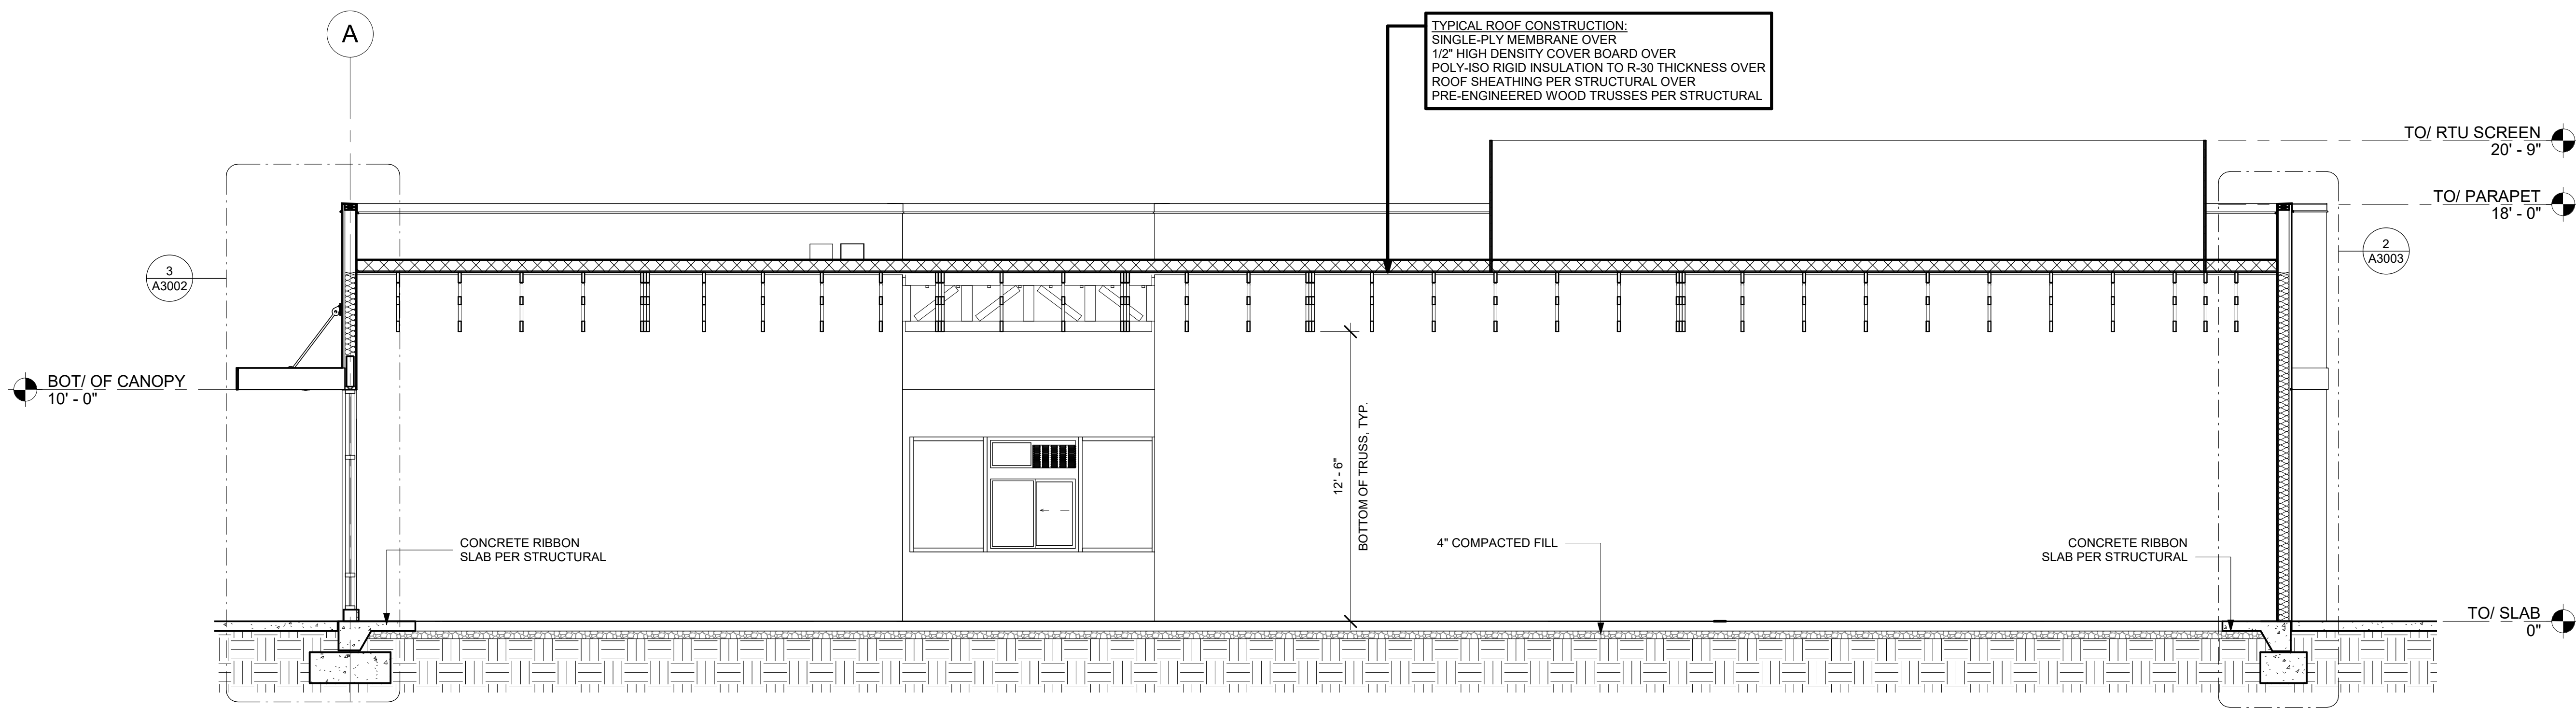 A
TYPICAL ROOF CONSTRUCTION:
SINGLE-PLY MEMBRANE OVER
1/2" HIGH DENSITY COVER BOARD OVER
POLY-ISO RIGID INSULATION TO R-30 THICKNESS OVER
ROOF SHEATHING PER STRUCTURAL OVER
PRE-ENGINEERED WOOD TRUSSES PER STRUCTURAL
TO/ RTU SCREEN
20' - 9"
TO/ PARAPET
18' - 0"
3
A3002
2
A3003
BOT/ OF CANOPY
10' - 0"
12' - 6"
BOTTOM OF TRUSS, TYP.
CONCRETE RIBBON
SLAB PER STRUCTURAL
4" COMPACTED FILL
CONCRETE RIBBON
SLAB PER STRUCTURAL
TO/ SLAB
0"